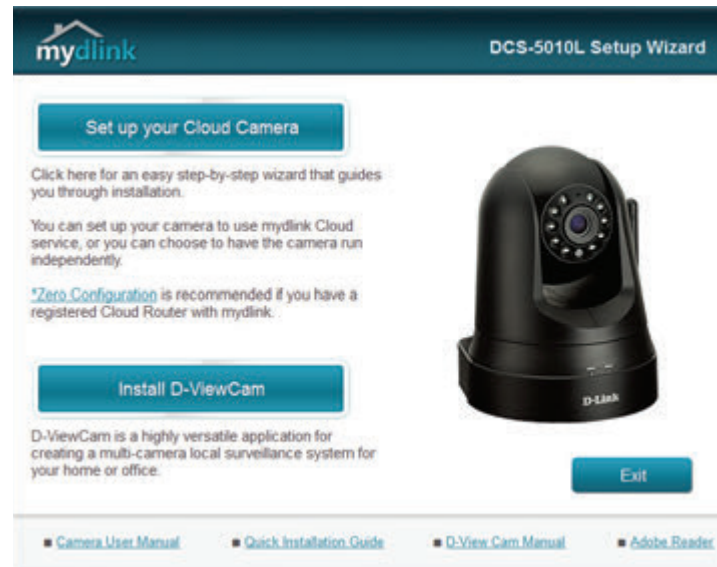 mydlink
DCS-5010L Setup Wizard
Set up your Cloud Camera
Click here for an easy step-by-step wizard that guides
you through installation.
You can set up your camera to use mydlink Cloud
service, or you can choose to have the camera run
independently.
*Zero Configuration is recommended if you have a
registered Cloud Router with mydlink.
Install D-ViewCam
D-ViewCam is a highly versatile application for
creating a multi-camera local surveillance system for
your home or office.
D-Link
Exit
Camera User Manual
Quick Installation Guide
D-View Cam Manual
Adobe Reader